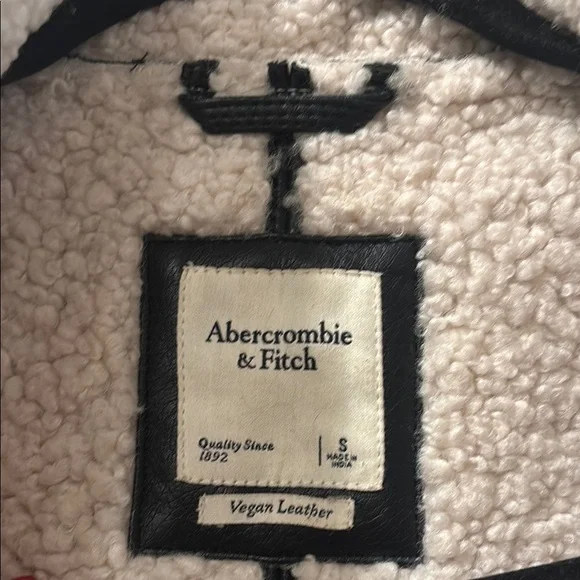 Abercrombie
& Fitch
Quality Since
1892
S
MADE IN
INDIA
Vegan Leather